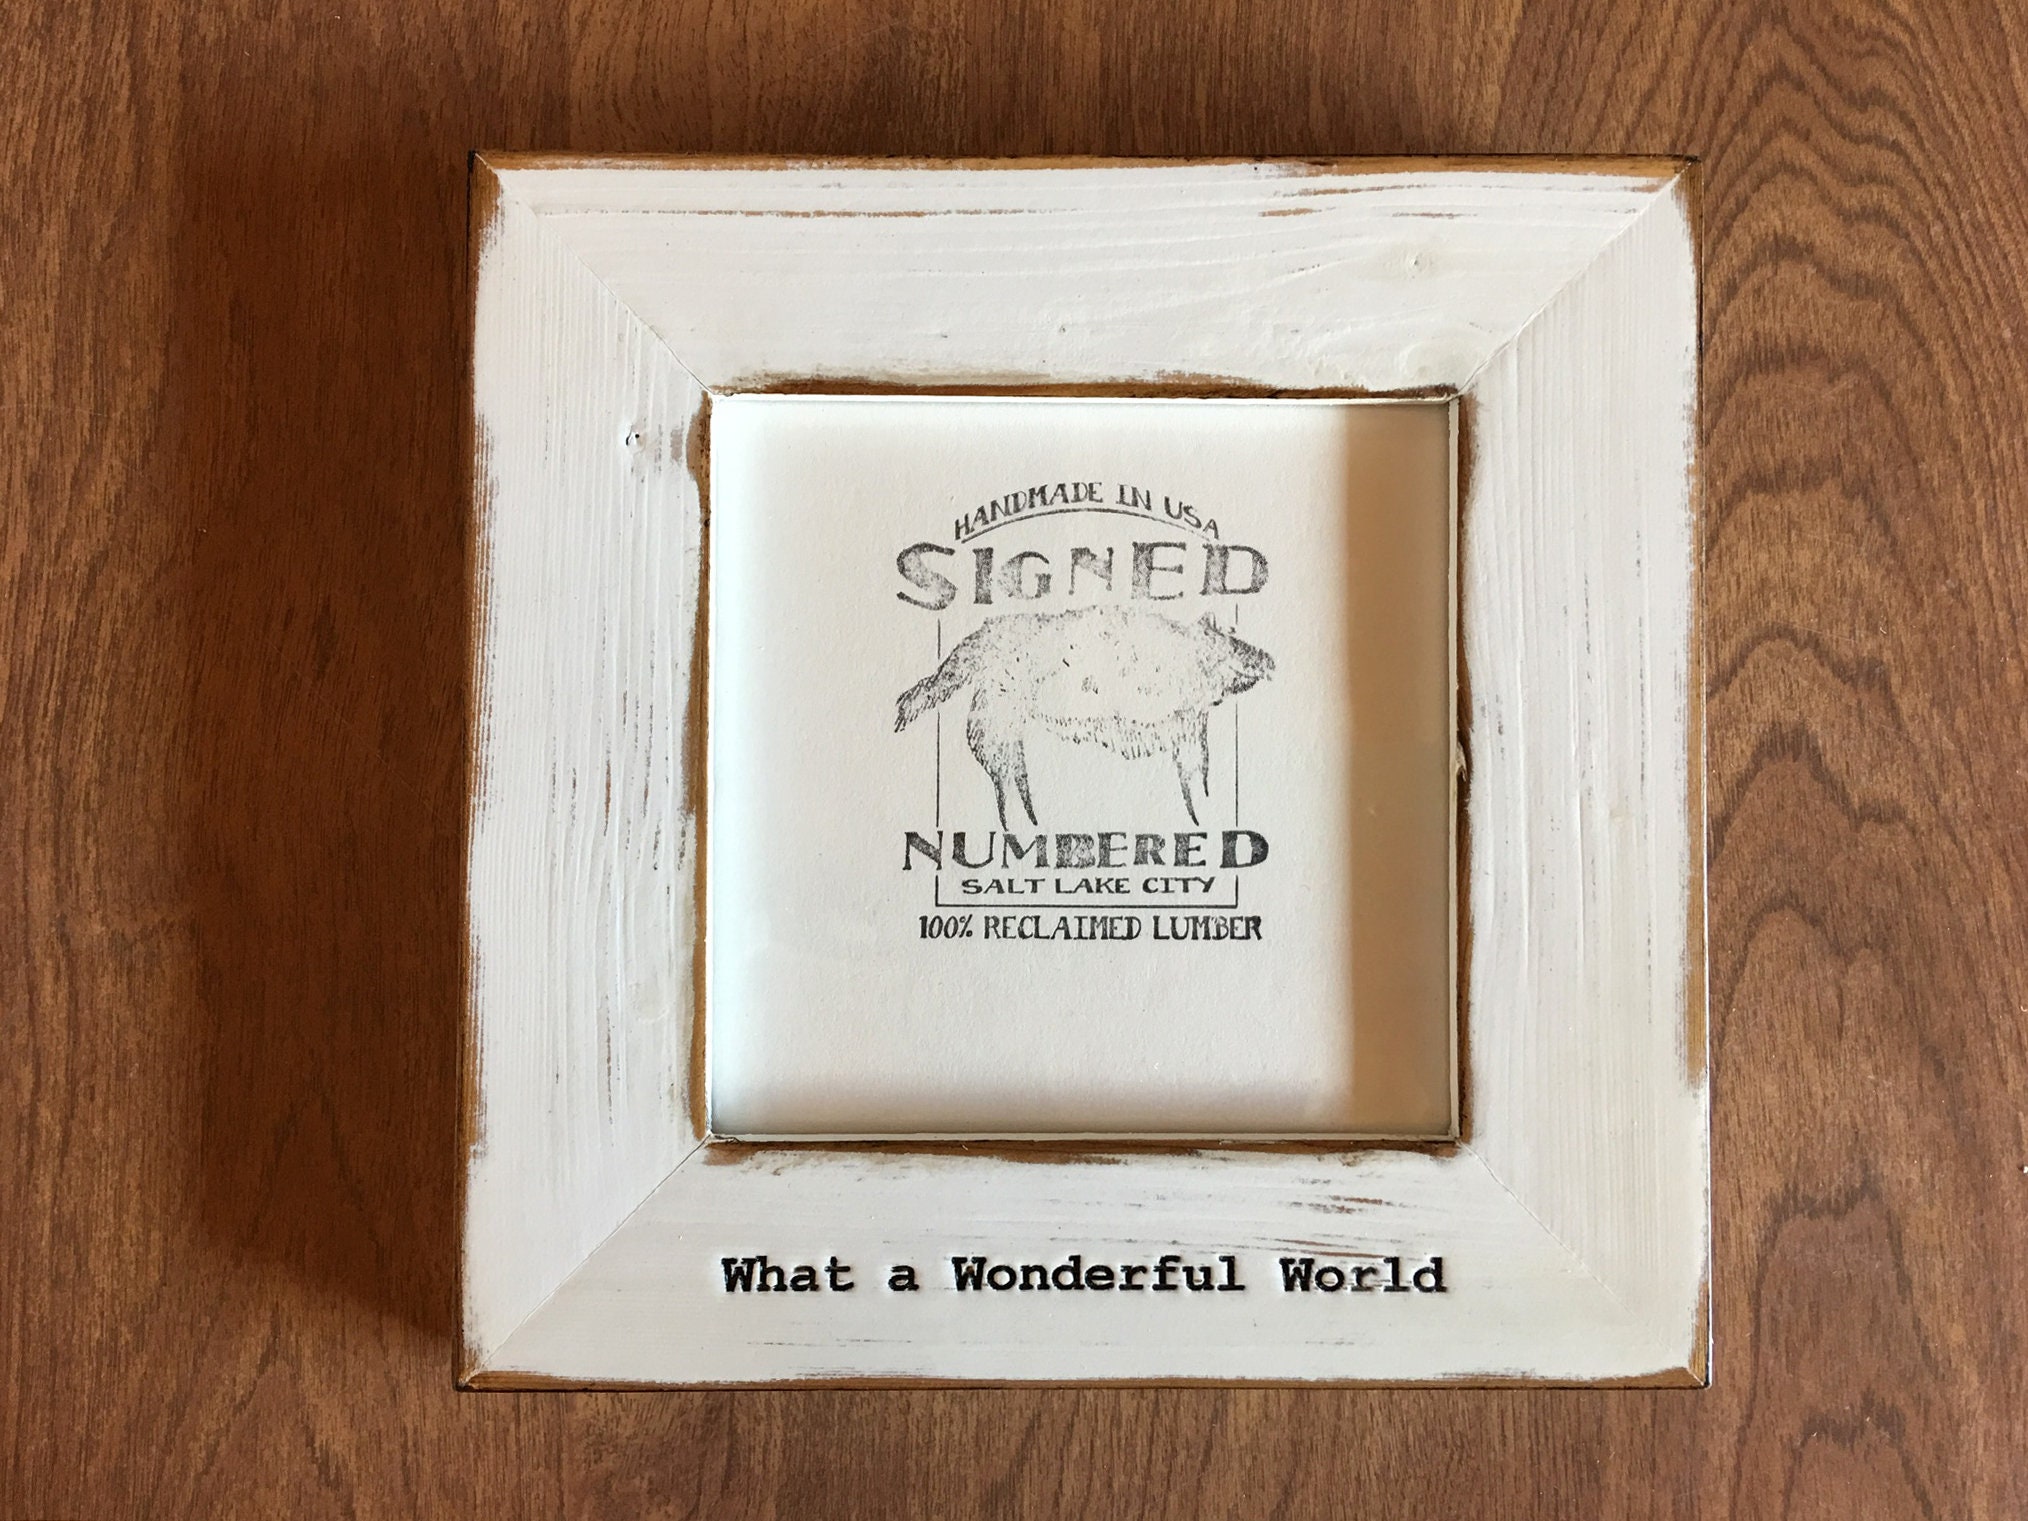 HANDMADE IN USA
SIGNED
NUMBERED
SALT LAKE CITY
100% RECLAIMED LUMBER
What a Wonderful World